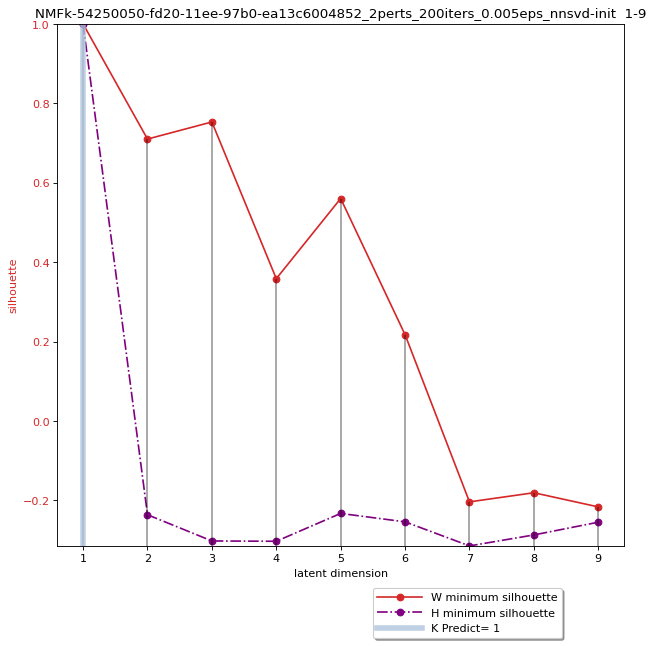 NMFk-54250050-fd20-11ee-97b0-ea13c6004852_2perts_200iters_0.005eps_nnsvd-init  1-9
1.0
0.8
0.6
0.4
0.2
0.0
−0.2
silhouette
1 2 3 4 5 6 7 8 9
latent dimension
W minimum silhouette
H minimum silhouette
K Predict= 1